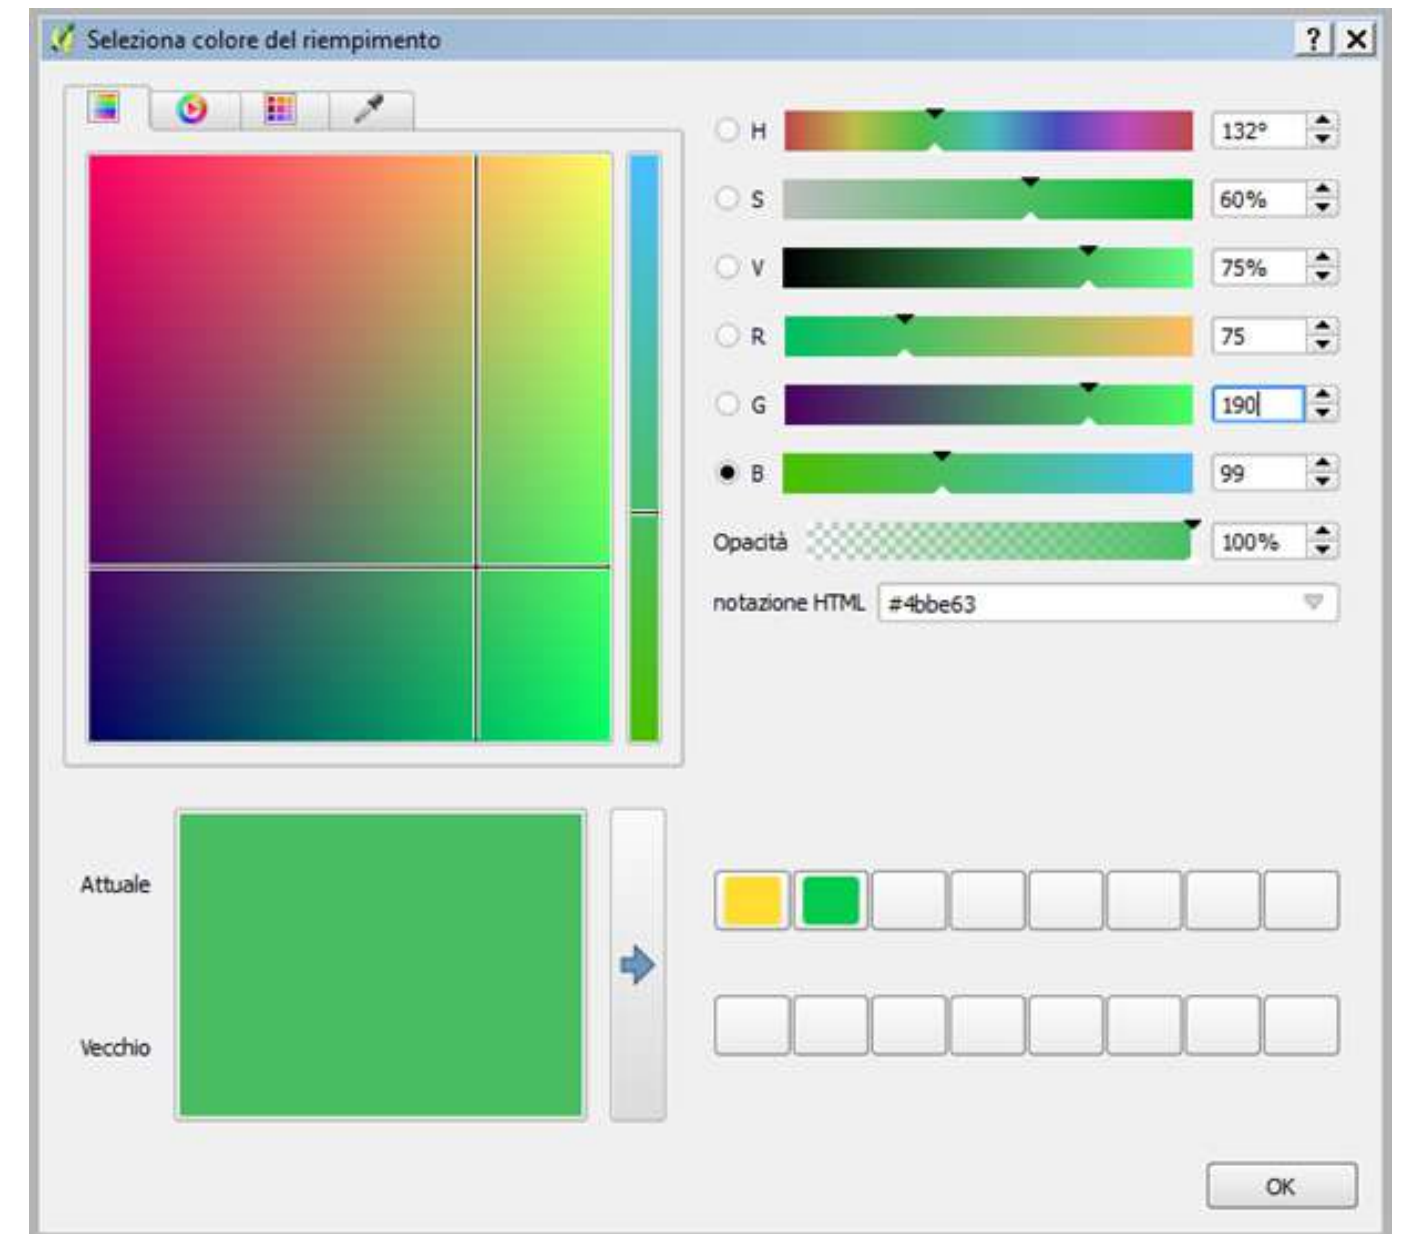 Seleziona colore del riempimento
H 132°
S 60%
V 75%
R 75
G 190
B 99
Opacità 100%
notazione HTML #4bbe63
Attuale
Vecchio
OK